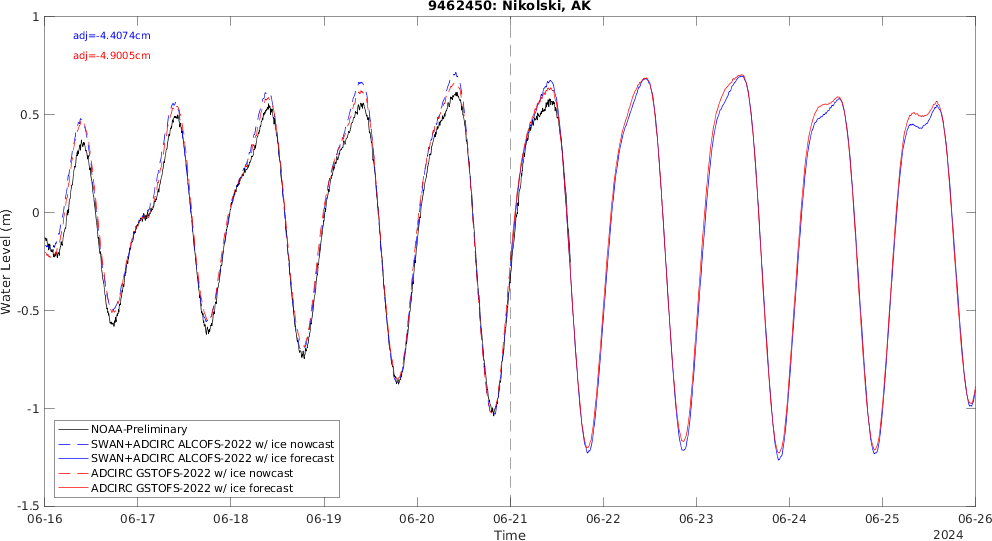 9462450: Nikolski, AK
adj=-4.4074cm
adj=-4.9005cm
Water Level (m)
1
0.5
0
-0.5
-1
-1.5
NOAA-Preliminary
SWAN+ADCIRC ALCOFS-2022 w/ ice nowcast
SWAN+ADCIRC ALCOFS-2022 w/ ice forecast
ADCIRC GSTOFS-2022 w/ ice nowcast
ADCIRC GSTOFS-2022 w/ ice forecast
06-16 06-17 06-18 06-19 06-20 06-21 06-22 06-23 06-24 06-25 06-26
Time
2024